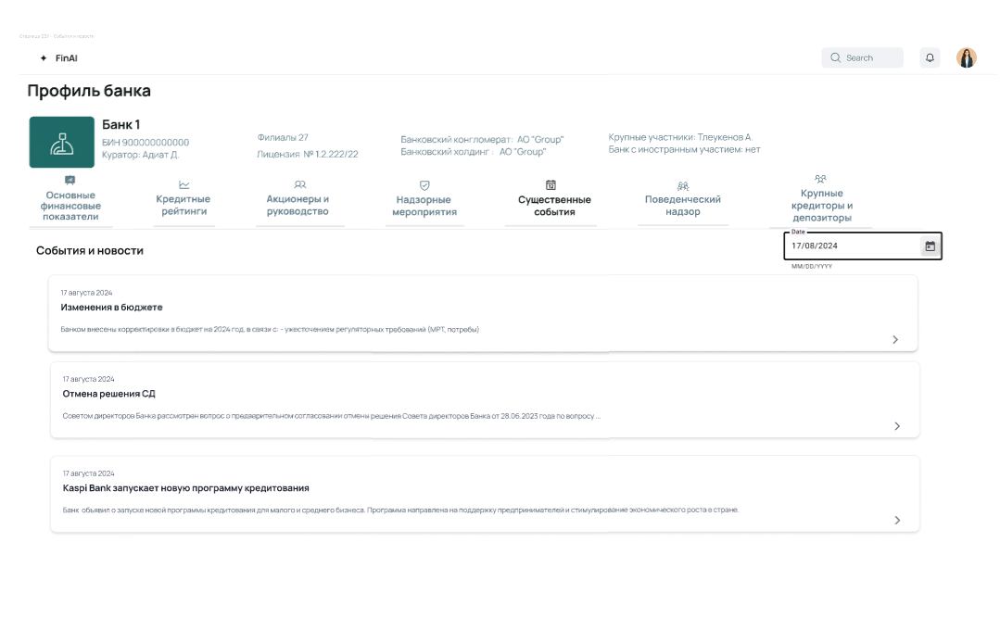 Страница 251 - События и новости
FinAI
Search
Профиль банка
Банк 1
БИН 900000000000
Куратор: Адиат Д.
Филиалы 27
Лицензия № 1.2.222/22
Банковский конгломерат: АО "Group"
Банковский холдинг : АО "Group"
Крупные участники: Тлеукенов А.
Банк с иностранным участием: нет
Основные
финансовые
показатели
Кредитные
рейтинги
Акционеры и
руководство
Надзорные
мероприятия
Существенные
события
Поведенческий
надзор
Крупные
кредиторы и
депозиторы
События и новости
Date
17/08/2024
MM/DD/YYYY
17 августа 2024
Изменения в бюджете
Банком внесены корректировки в бюджет на 2024 год, в связи с: - ужесточением регуляторных требований (МРТ, потребы)
17 августа 2024
Отмена решения СД
Советом директоров Банка рассмотрен вопрос о предварительном согласовании отмены решения Совета директоров Банка от 28.06.2023 года по вопросу ...
17 августа 2024
Kaspi Bank запускает новую программу кредитования
Банк объявил о запуске новой программы кредитования для малого и среднего бизнеса. Программа направлена на поддержку предпринимателей и стимулирование экономического роста в стране.